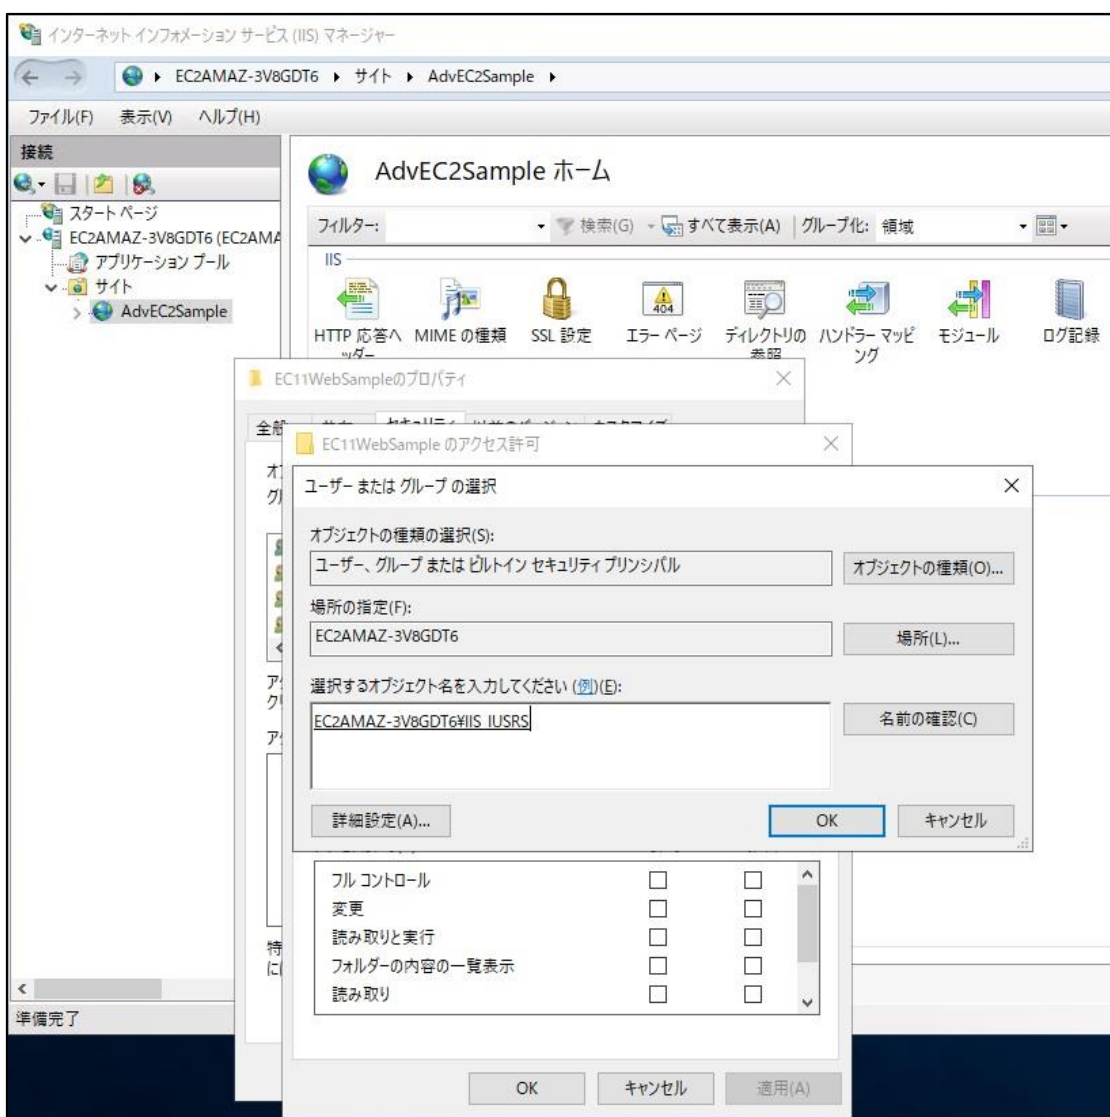 インターネット インフォメーション サービス (IIS) マネージャー
EC2AMAZ-3V8GDT6 サイト AdvEC2Sample
ファイル(F) 表示(V) ヘルプ(H)
接続
スタート ページ
EC2AMAZ-3V8GDT6 (EC2AMA
アプリケーション プール
サイト
AdvEC2Sample
AdvEC2Sample ホーム
フィルター: 検索(G) すべて表示(A) グループ化: 領域
IIS
HTTP 応答ヘッダー
MIME の種類
SSL 設定
404
エラー ページ
ディレクトリの参照
ハンドラー マッピング
モジュール
ログ記録
EC11WebSampleのプロパティ
全般
EC11WebSample のアクセス許可
ユーザー または グループ の選択
オブジェクトの種類の選択(S):
ユーザー、グループ または ビルトイン セキュリティ プリンシパル
オブジェクトの種類(O)...
場所の指定(F):
EC2AMAZ-3V8GDT6
場所(L)...
選択するオブジェクト名を入力してください (例)(E):
EC2AMAZ-3V8GDT6¥IIS_IUSRS
名前の確認(C)
詳細設定(A)...
OK
キャンセル
フル コントロール
変更
読み取りと実行
フォルダーの内容の一覧表示
読み取り
OK
キャンセル
適用(A)
準備完了